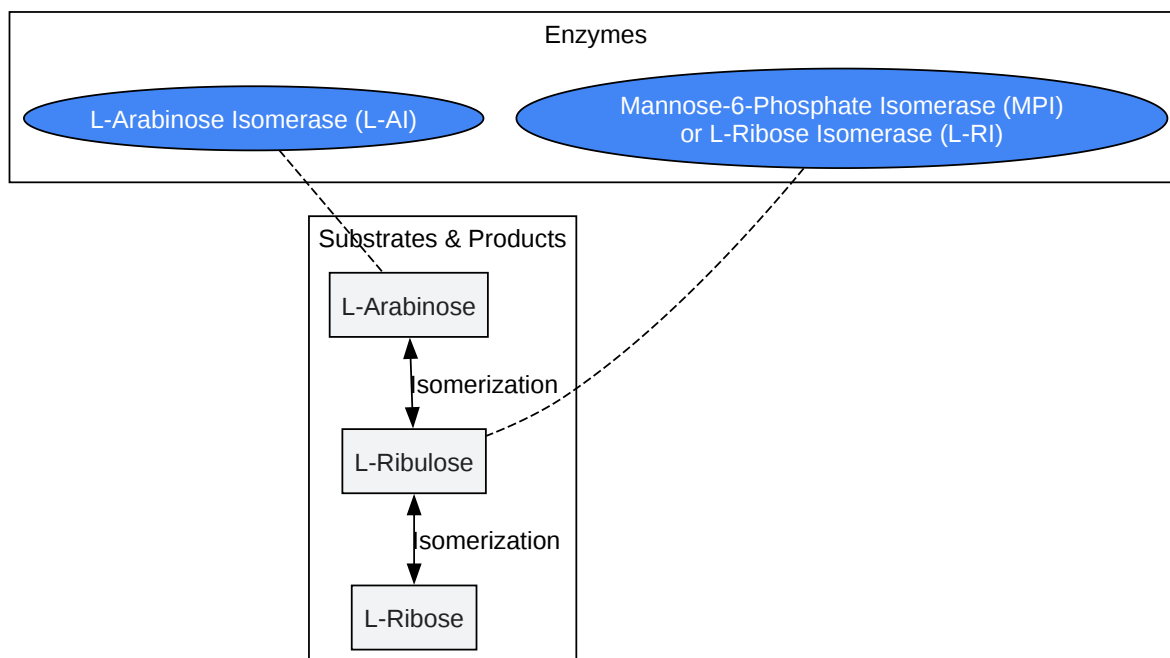 Enzymes
L-Arabinose Isomerase (L-AI)
Mannose-6-Phosphate Isomerase (MPI)
or L-Ribose Isomerase (L-RI)
Substrates & Products
L-Arabinose
Isomerization
L-Ribulose
Isomerization
L-Ribose